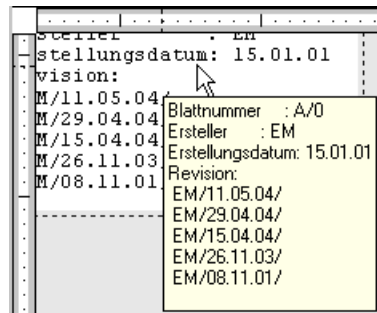 steller : EM
stellungsdatum: 15.01.01
vision:
M/11.05.04/
M/29.04.04
M/15.04.04
M/26.11.03
M/08.11.01
Blattnummer : A/0
Ersteller : EM
Erstellungsdatum: 15.01.01
Revision:
EM/11.05.04/
EM/29.04.04/
EM/15.04.04/
EM/26.11.03/
EM/08.11.01/